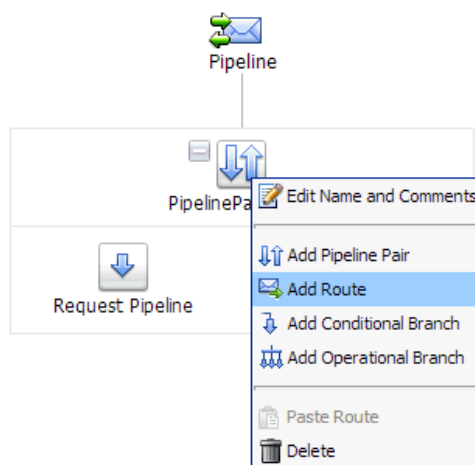 Pipeline
PipelinePa
Edit Name and Comments
Add Pipeline Pair
Add Route
Request Pipeline
Add Conditional Branch
Add Operational Branch
Paste Route
Delete